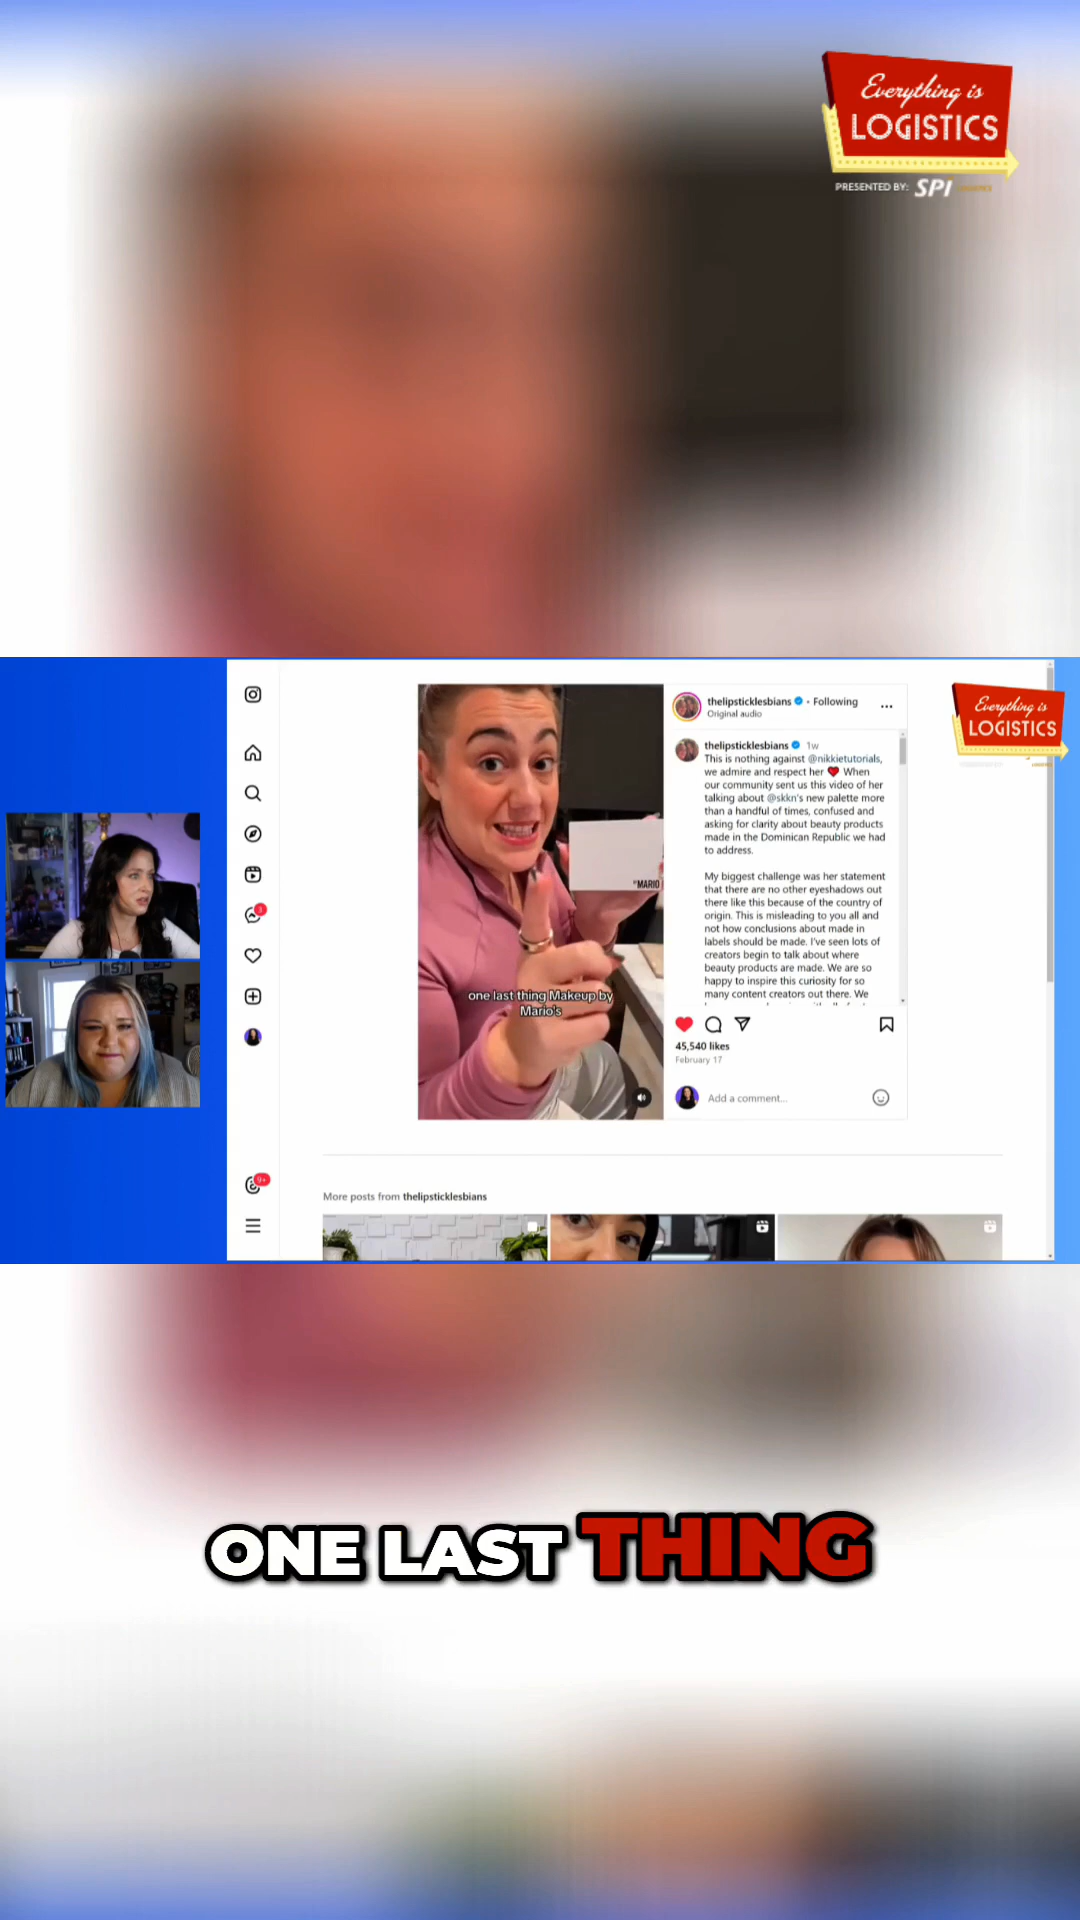 Everything is
LOGISTICS
PRESENTED BY: SPI
Everything is
LOGISTICS
thelipsticklesbians • Following
Original audio
thelipsticklesbians 1w
This is nothing against @nikkietutorials,
we admire and respect her ❤️ When
our community sent us this video of her
talking about @skkn's new palette more
than a handful of times, confused and
asking for clarity about beauty products
made in the Dominican Republic we had
to address.
My biggest challenge was her statement
that there are no other eyeshadows out
there like this because of the country of
origin. This is misleading to you all and
not how conclusions about made in
labels should be made. I've seen lots of
creators begin to talk about where
beauty products are made. We are so
happy to inspire this curiosity for so
many content creators out there. We
"MARIO
one last thing Makeup by
Mario's
3
45,540 likes
February 17
Add a comment...
9+
More posts from thelipsticklesbians
ONE LAST THING